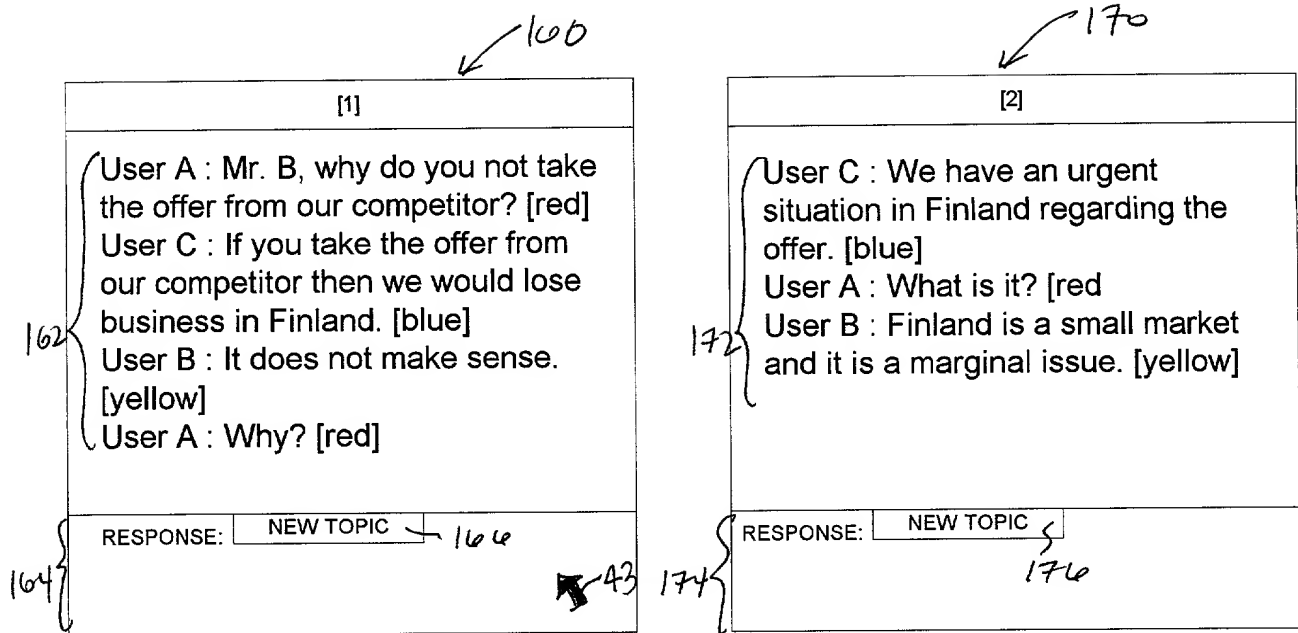 160
[1]
User A : Mr. B, why do you not take
the offer from our competitor? [red]
User C : If you take the offer from
our competitor then we would lose
business in Finland. [blue]
162
User B : It does not make sense.
[yellow]
User A : Why? [red]
RESPONSE: NEW TOPIC 166
164
43
170
[2]
User C : We have an urgent
situation in Finland regarding the
offer. [blue]
User A : What is it? [red
172
User B : Finland is a small market
and it is a marginal issue. [yellow]
RESPONSE: NEW TOPIC
176
174